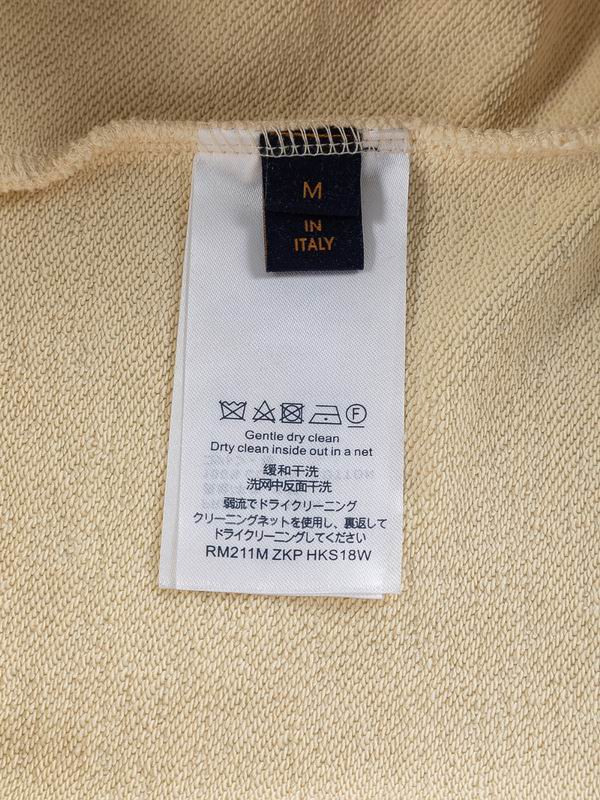 M
IN
ITALY
Gentle dry clean
Drty clean inside out in a net
缓和干洗
洗网中反面干洗
弱流でドライクリーニング
クリーニングネットを使用し、裏返して
ドライクリーニングしてください
RM211M ZKP HKS18W